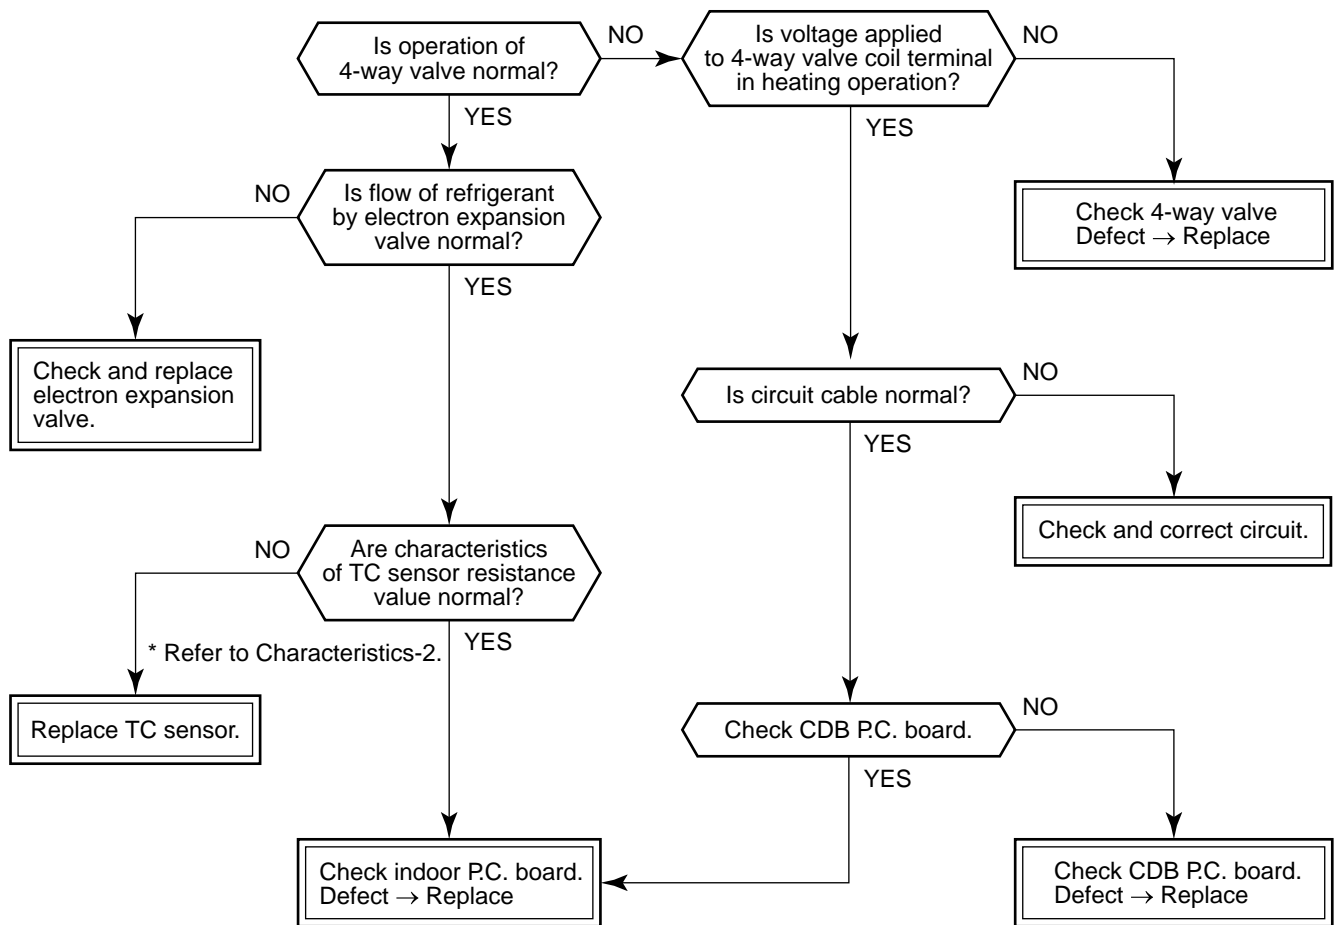 Is operation of
4-way valve normal?
NO
Is voltage applied
to 4-way valve coil terminal
in heating operation?
NO
YES
YES
NO
Is flow of refrigerant
by electron expansion
valve normal?
Check 4-way valve
Defect → Replace
YES
Check and replace
electron expansion
valve.
Is circuit cable normal?
NO
YES
Check and correct circuit.
NO
Are characteristics
of TC sensor resistance
value normal?
YES
* Refer to Characteristics-2.
Replace TC sensor.
Check CDB P.C. board.
NO
YES
Check indoor P.C. board.
Defect → Replace
Check CDB P.C. board.
Defect → Replace